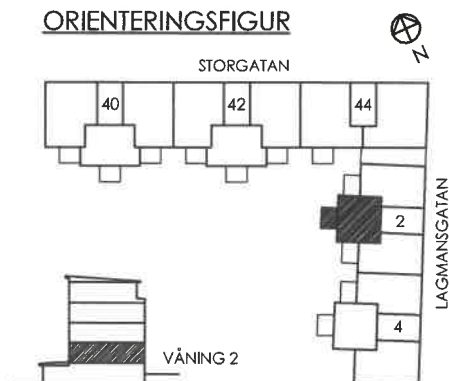 ORIENTERINGSFIGUR
N
STORGATAN
40 42 44
2
LAGMANSGATAN
4
VÅNING 2